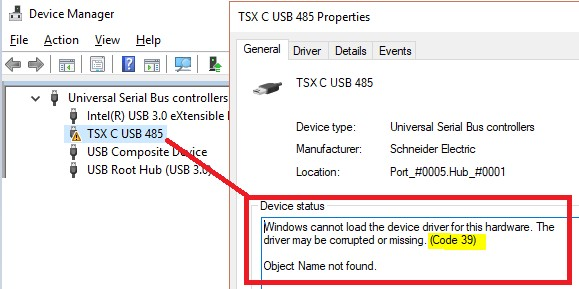 Device Manager
File Action View Help
Universal Serial Bus controllers
Intel(R) USB 3.0 eXtensible
TSX C USB 485
USB Composite Device
USB Root Hub (USB 3.0)
TSX C USB 485 Properties
General Driver Details Events
TSX C USB 485
Device type: Universal Serial Bus controllers
Manufacturer: Schneider Electric
Location: Port_#0005.Hub_#0001
Device status
Windows cannot load the device driver for this hardware. The
driver may be corrupted or missing. (Code 39)
Object Name not found.